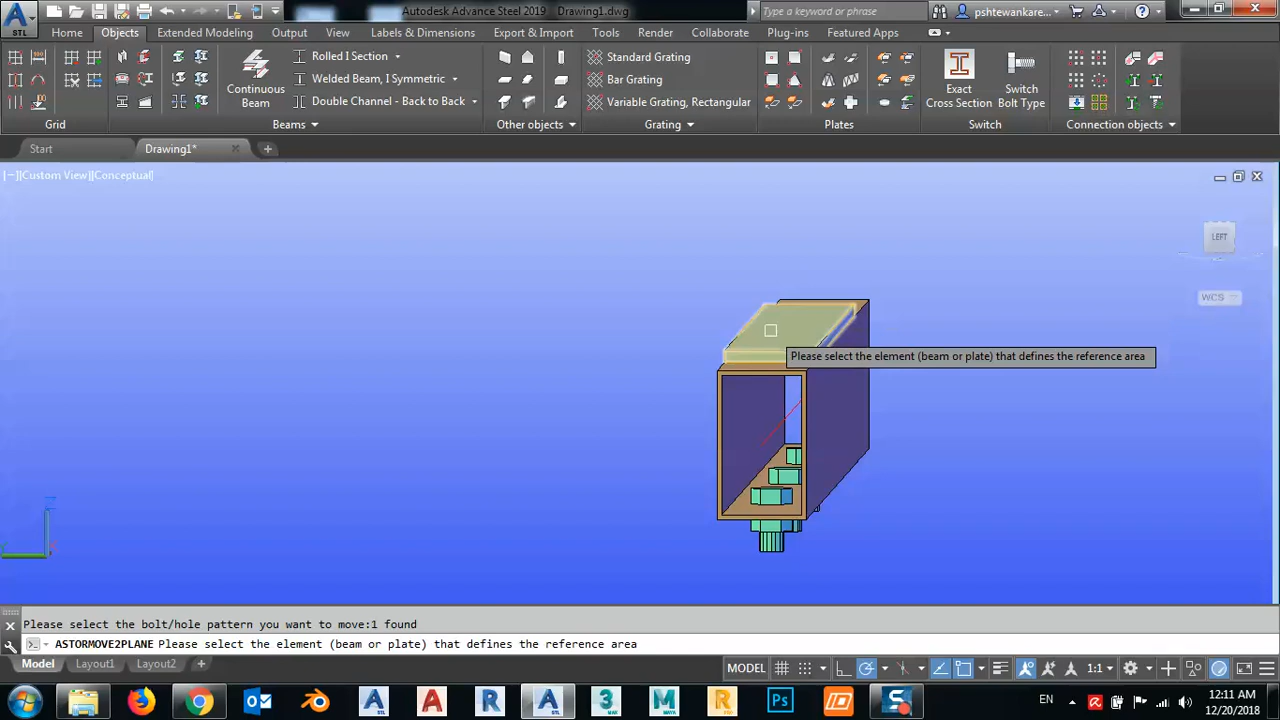 Autodesk Advance Steel 2019 Drawing1.dwg
Type a keyword or phrase
pshtewankare...
STL
Home Objects Extended Modeling Output View Labels & Dimensions Export & Import Tools Render Collaborate Plug-ins Featured Apps
Rolled I Section
Welded Beam, I Symmetric
Double Channel - Back to Back
Continuous
Beam
Standard Grating
Bar Grating
Variable Grating, Rectangular
Exact
Cross Section
Switch
Bolt Type
Grid Beams Other objects Grating Plates Switch Connection objects
Start Drawing1* +
[−][Custom View][Conceptual]
LEFT
WCS
Please select the element (beam or plate) that defines the reference area
Please select the bolt/hole pattern you want to move:1 found
ASTORMOVE2PLANE Please select the element (beam or plate) that defines the reference area
Model Layout1 Layout2 +
MODEL 1:1
EN
12:11 AM
12/20/2018